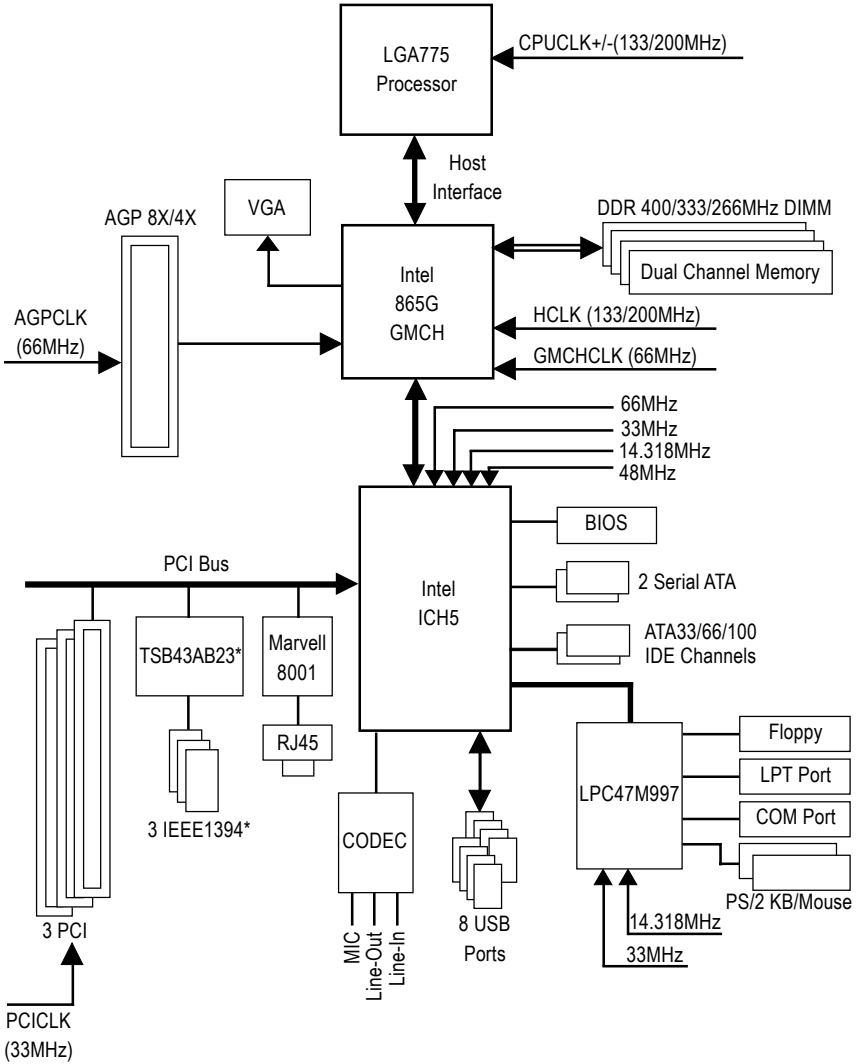 LGA775
Processor
CPUCLK+/-(133/200MHz)
Host
Interface
VGA
AGP 8X/4X
DDR 400/333/266MHz DIMM
Dual Channel Memory
Intel
865G
GMCH
AGPCLK
(66MHz)
HCLK (133/200MHz)
GMCHCLK (66MHz)
66MHz
33MHz
14.318MHz
48MHz
BIOS
PCI Bus
Intel
ICH5
2 Serial ATA
ATA33/66/100
IDE Channels
TSB43AB23*
Marvell
8001
RJ45
3 IEEE1394*
LPC47M997
Floppy
LPT Port
COM Port
PS/2 KB/Mouse
CODEC
MIC
Line-Out
Line-In
8 USB
Ports
14.318MHz
33MHz
3 PCI
PCICLK
(33MHz)